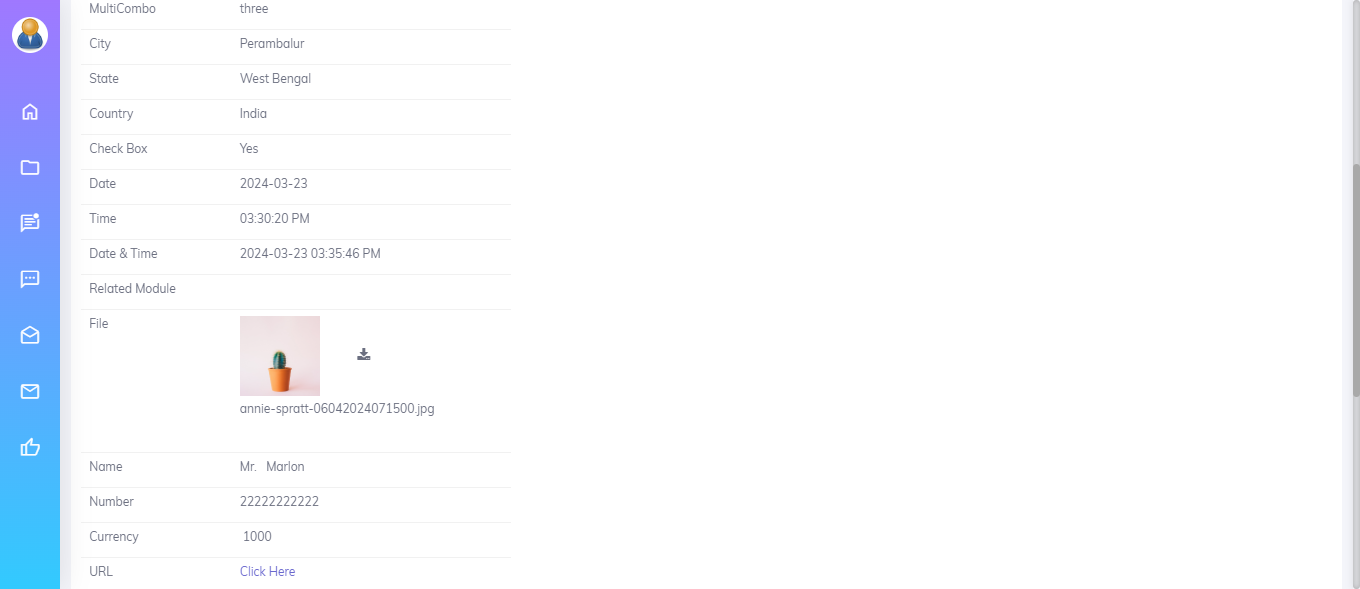 MultiCombo three
City Perambalur
State West Bengal
Country India
Check Box Yes
Date 2024-03-23
Time 03:30:20 PM
Date & Time 2024-03-23 03:35:46 PM
Related Module
File
annie-spratt-06042024071500.jpg
Name Mr. Marlon
Number 22222222222
Currency 1000
URL Click Here